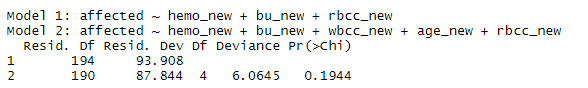 Model 1: affected ~ hemo_new + bu_new + rbcc_new
Model 2: affected ~ hemo_new + bu_new + wbcc_new + age_new + rbcc_new
  Resid. Df Resid. Dev Df Deviance Pr(>Chi)
1       194     93.908
2       190     87.844  4   6.0645   0.1944